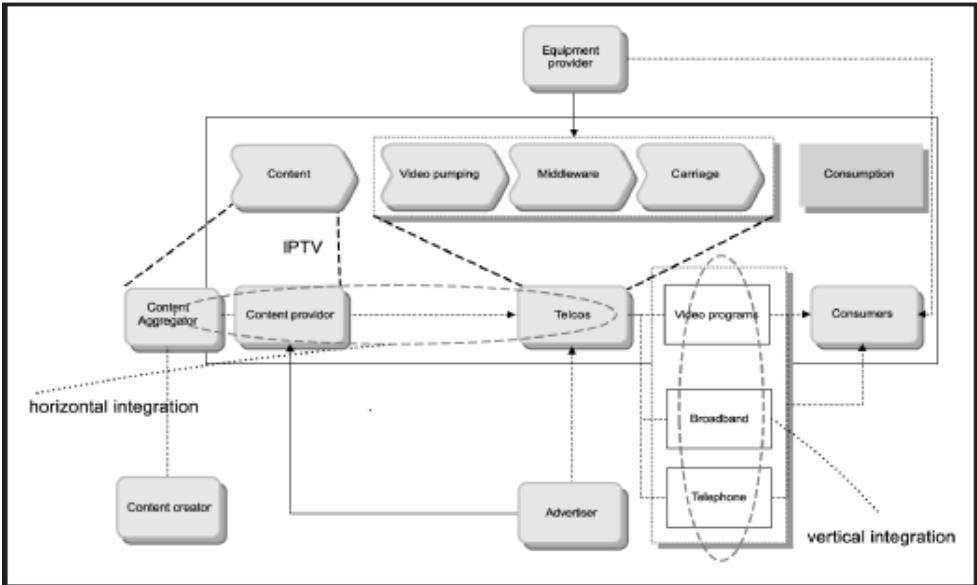 Equipment
provider
Content
Video pumping
Middleware
Carriage
Consumption
IPTV
Content
Aggregator
Content providor
Telcos
Video programs
Consumers
horizontal integration
Broadband
Content creator
Advertiser
Telephone
vertical integration